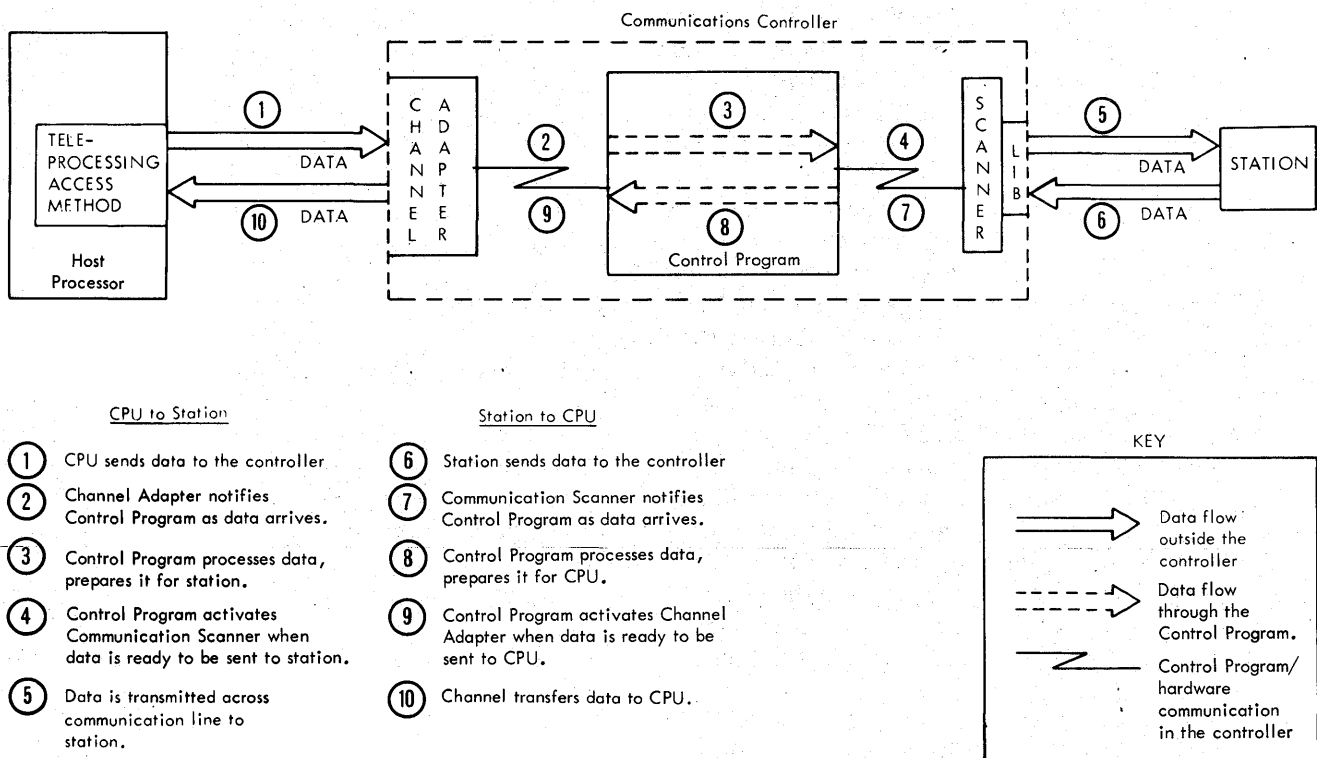 Communications Controller
1
DATA
TELE-
PROCESSING
ACCESS
METHOD
10
DATA
Host
Processor
CHANNEL
ADAPTER
2
9
3
8
Control Program
4
7
SCANNER
LIB
5
DATA
6
DATA
STATION
CPU to Station
1 CPU sends data to the controller
2 Channel Adapter notifies
Control Program as data arrives.
3 Control Program processes data,
prepares it for station.
4 Control Program activates
Communication Scanner when
data is ready to be sent to station.
5 Data is transmitted across
communication line to
station.
Station to CPU
6 Station sends data to the controller
7 Communication Scanner notifies
Control Program as data arrives.
8 Control Program processes data,
prepares it for CPU.
9 Control Program activates Channel
Adapter when data is ready to be
sent to CPU.
10 Channel transfers data to CPU.
KEY
Data flow
outside the
controller
Data flow
through the
Control Program.
Control Program/
hardware
communication
in the controller